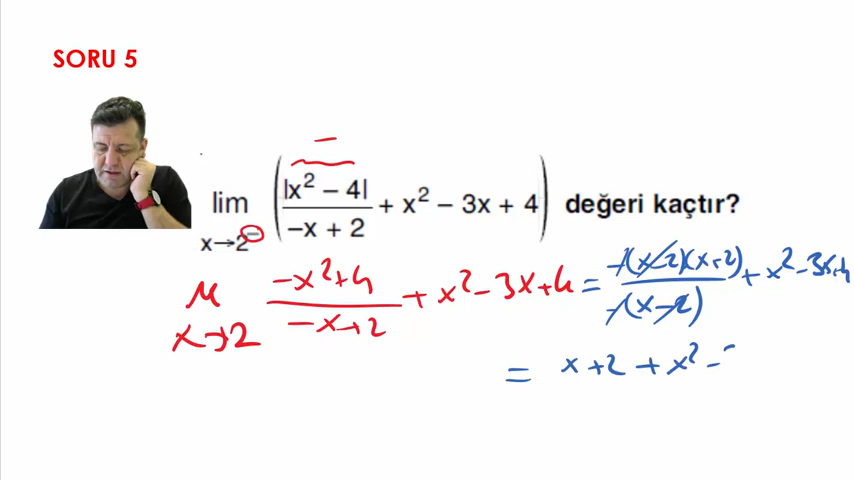 SORU 5
lim x→2⁻ ( |x² – 4| / –x + 2 + x² – 3x + 4 ) değeri kaçtır?
lim x→2 –x²+4 / –x+2 + x² – 3x + 4 = –(x–2)(x+2) / –(x–2) + x² – 3x+4
= x+2 + x² –